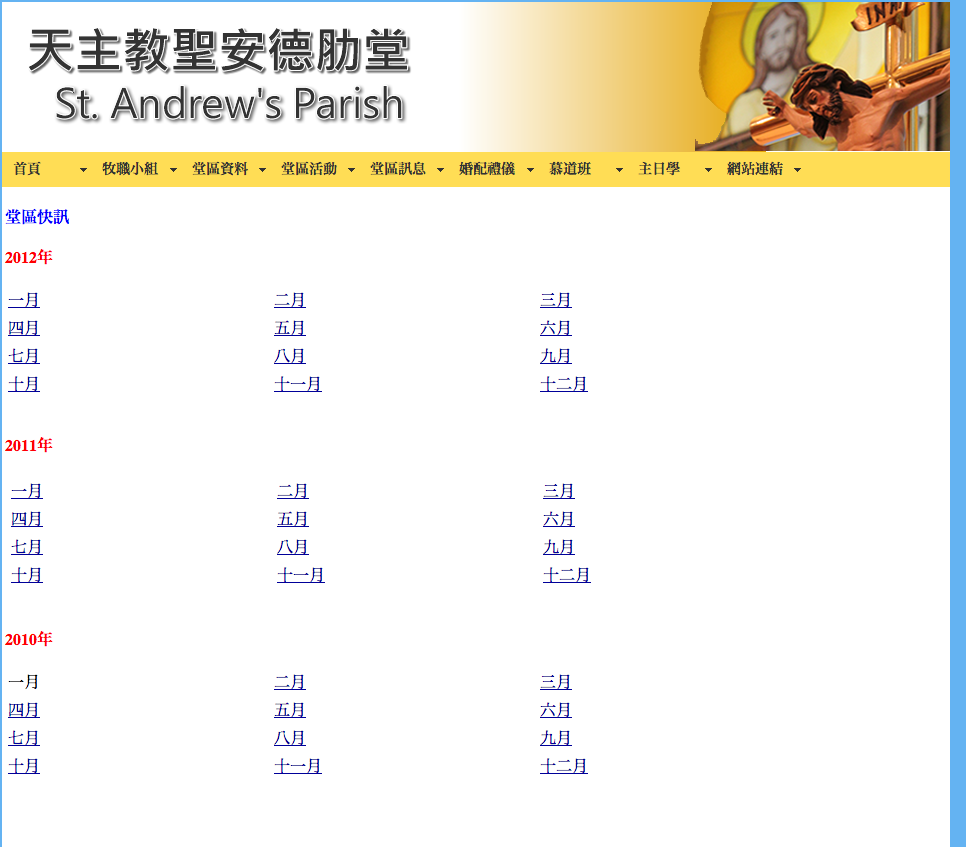 天主教聖安德肋堂
St. Andrew's Parish
首頁 牧職小組 堂區資料 堂區活動 堂區訊息 婚配禮儀 慕道班 主日學 網站連結
堂區快訊
2012年
一月 二月 三月
四月 五月 六月
七月 八月 九月
十月 十一月 十二月
2011年
一月 二月 三月
四月 五月 六月
七月 八月 九月
十月 十一月 十二月
2010年
一月 二月 三月
四月 五月 六月
七月 八月 九月
十月 十一月 十二月